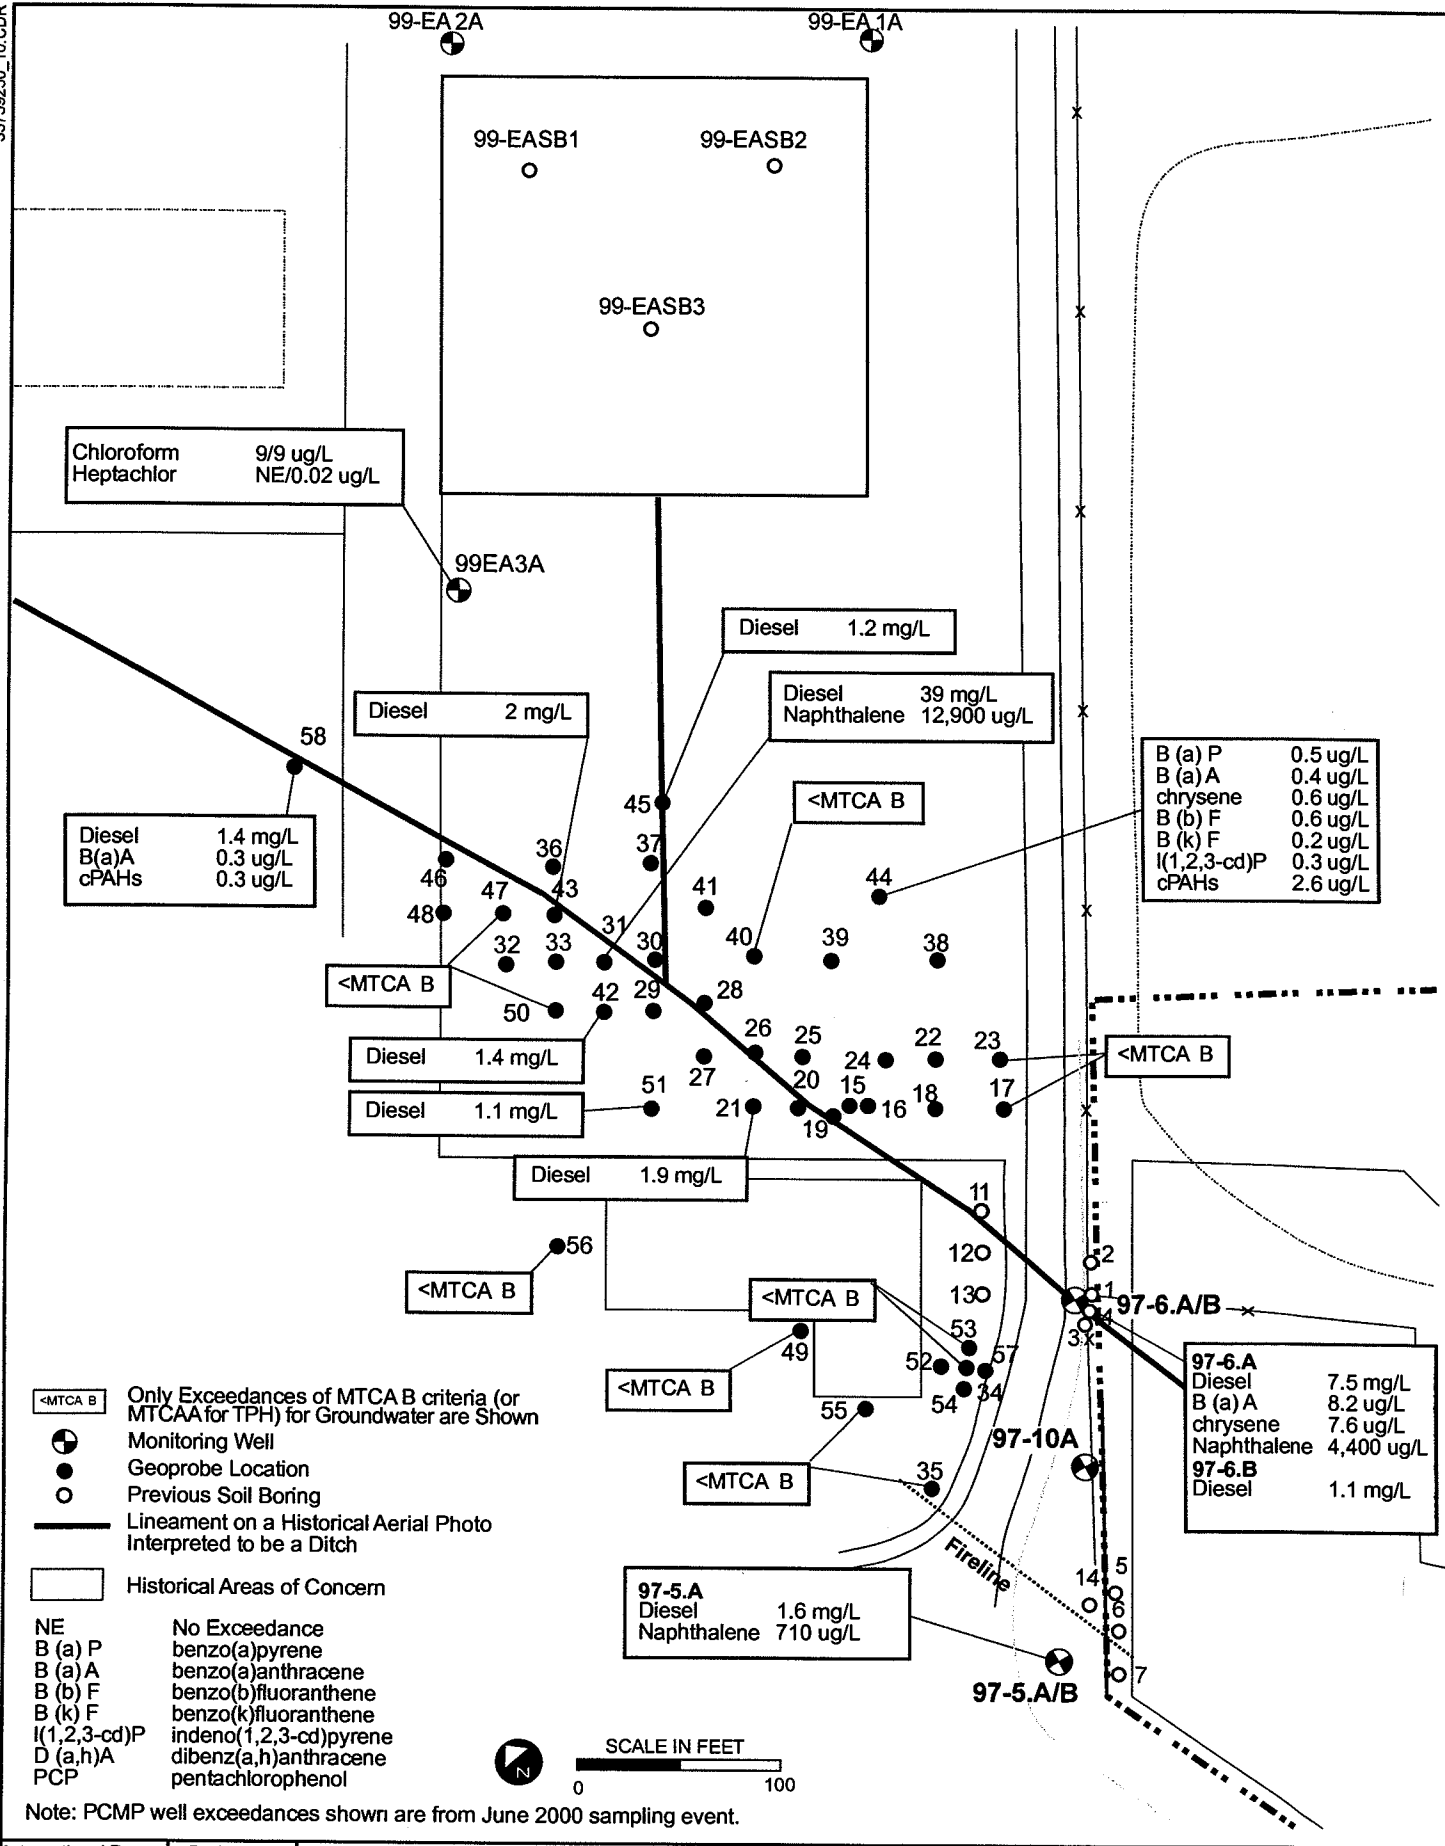 99-EA 2A
99-EA 1A
99-EASB1
99-EASB2
99-EASB3
Chloroform 9/9 ug/L
Heptachlor NE/0.02 ug/L
99EA3A
Diesel 1.2 mg/L
Diesel 2 mg/L
Diesel 39 mg/L
Naphthalene 12,900 ug/L
58
B (a) P 0.5 ug/L
B (a) A 0.4 ug/L
chrysene 0.6 ug/L
B (b) F 0.6 ug/L
B (k) F 0.2 ug/L
I(1,2,3-cd)P 0.3 ug/L
cPAHs 2.6 ug/L
45
<MTCA B
Diesel 1.4 mg/L
B(a)A 0.3 ug/L
cPAHs 0.3 ug/L
36
37
46
47
43
41
44
48
31
32
33
30
40
39
38
<MTCA B
50
42
29
28
26
25
24
22
23
<MTCA B
Diesel 1.4 mg/L
27
51
20
15
Diesel 1.1 mg/L
21
19
16
18
17
Diesel 1.9 mg/L
11
12
2
56
<MTCA B
<MTCA B
13
1
97-6.A/B
4
3
x
49
53
52
57
34
54
<MTCA B
55
97-6.A
Diesel 7.5 mg/L
B (a) A 8.2 ug/L
chrysene 7.6 ug/L
Naphthalene 4,400 ug/L
97-6.B
Diesel 1.1 mg/L
97-10A
<MTCA B
35
Fireline
97-5.A
Diesel 1.6 mg/L
Naphthalene 710 ug/L
14
5
6
7
97-5.A/B
<MTCA B Only Exceedances of MTCA B criteria (or
MTCAA for TPH) for Groundwater are Shown
Monitoring Well
Geoprobe Location
Previous Soil Boring
Lineament on a Historical Aerial Photo
Interpreted to be a Ditch
Historical Areas of Concern
NE No Exceedance
B (a) P benzo(a)pyrene
B (a) A benzo(a)anthracene
B (b) F benzo(b)fluoranthene
B (k) F benzo(k)fluoranthene
I(1,2,3-cd)P indeno(1,2,3-cd)pyrene
D (a,h)A dibenz(a,h)anthracene
PCP pentachlorophenol
N
SCALE IN FEET
0 100
Note: PCMP well exceedances shown are from June 2000 sampling event.